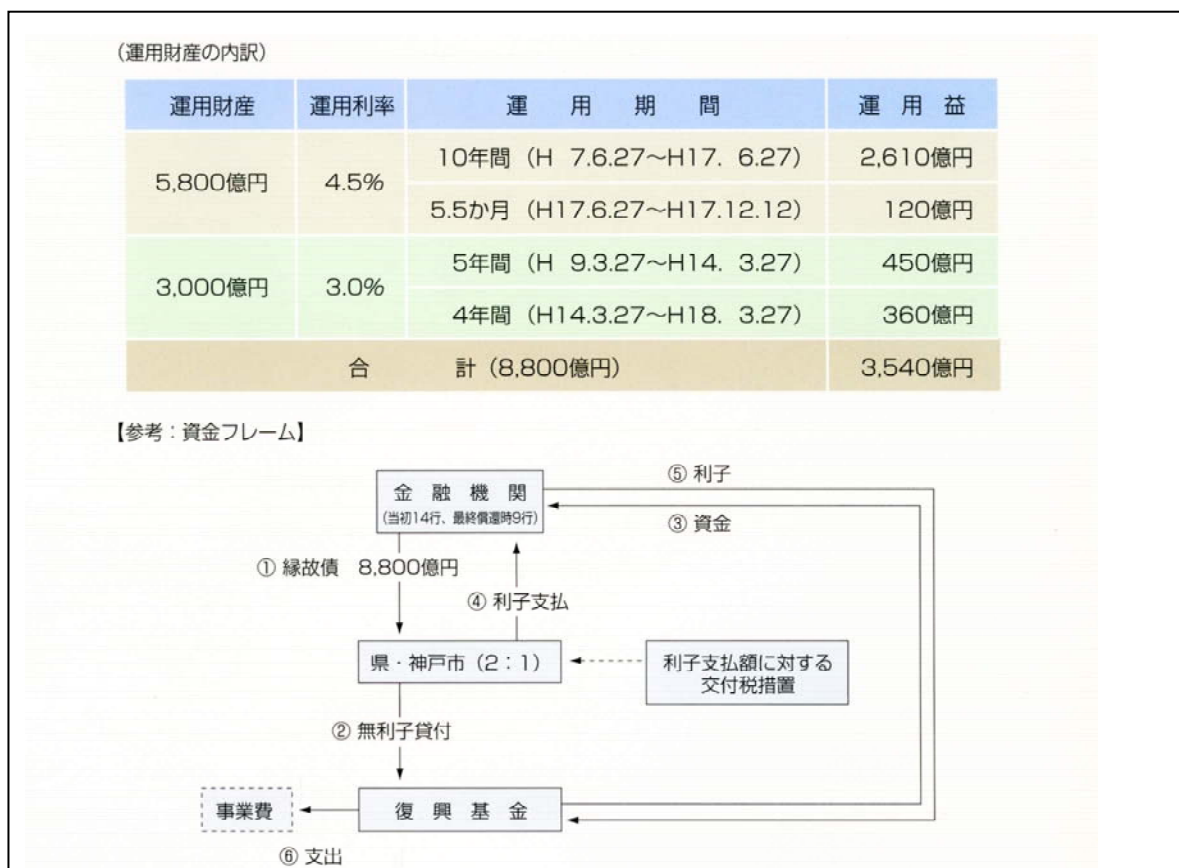 （運用財産の内訳）
運用財産 運用利率 運用期間 運用益
5,800億円 4.5% 10年間（H 7.6.27～H17. 6.27） 2,610億円
5.5か月（H17.6.27～H17.12.12） 120億円
3,000億円 3.0% 5年間（H 9.3.27～H14. 3.27） 450億円
4年間（H14.3.27～H18. 3.27） 360億円
合計（8,800億円） 3,540億円
【参考：資金フレーム】
金融機関
（当初14行、最終償還時9行）
⑤ 利子
③ 資金
① 縁故債 8,800億円
④ 利子支払
県・神戸市（2：1）
利子支払額に対する
交付税措置
② 無利子貸付
事業費
復興基金
⑥ 支出